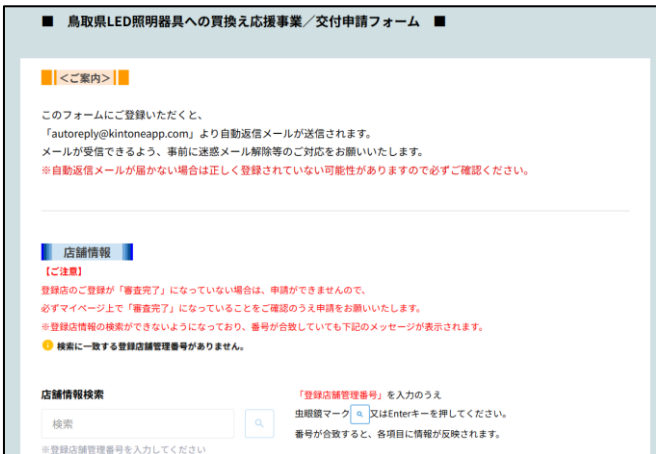 ■ 鳥取県LED照明器具への買換え応援事業／交付申請フォーム ■
＜ご案内＞
このフォームにご登録いただくと、
「autoreply@kintoneapp.com」より自動返信メールが送信されます。
メールが受信できるよう、事前に迷惑メール解除等のご対応をお願いいたします。
※自動返信メールが届かない場合は正しく登録されていない可能性がありますので必ずご確認ください。
店舗情報
【ご注意】
登録店のご登録が「審査完了」になっていない場合は、申請ができませんので、
必ずマイページ上で「審査完了」になっていることをご確認のうえ申請をお願いいたします。
※登録店情報の検索ができないようになっており、番号が合致していても下記のメッセージが表示されます。
検索に一致する登録店舗管理番号がありません。
店舗情報検索
検索
※登録店舗管理番号を入力してください
「登録店舗管理番号」を入力のうえ
虫眼鏡マーク 又はEnterキーを押してください。
番号が合致すると、各項目に情報が反映されます。